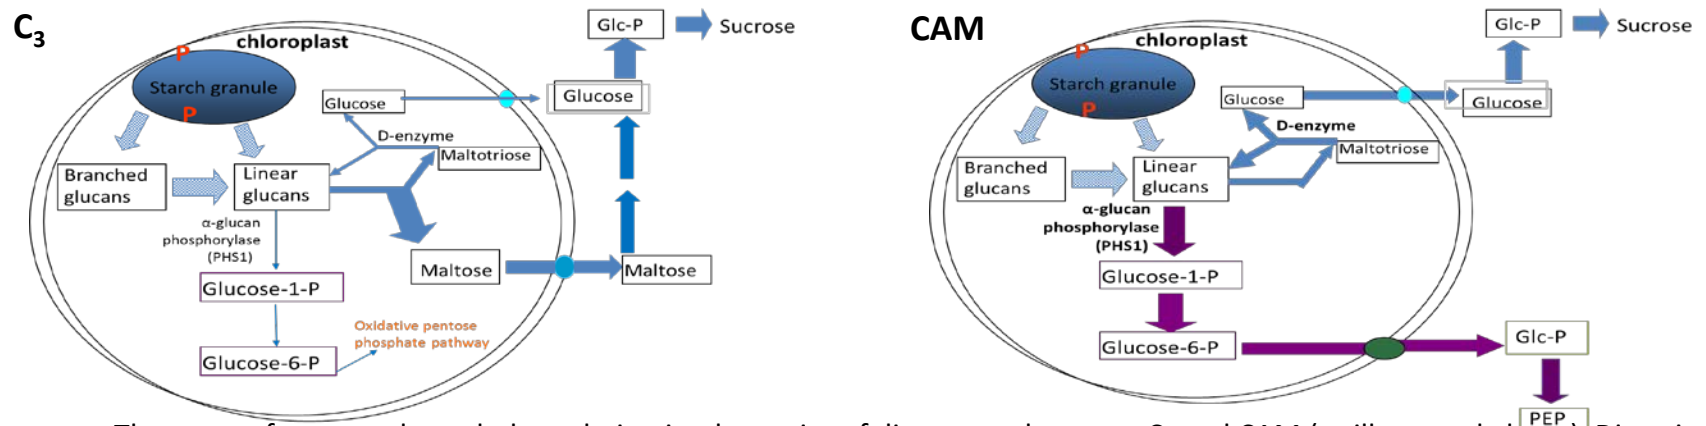 C3
chloroplast
P
Starch granule
P
Branched
glucans
Linear
glucans
Glucose
D-enzyme
Maltotriose
α-glucan
phosphorylase
(PHS1)
Glucose-1-P
Glucose-6-P
Oxidative pentose
phosphate pathway
Maltose
Maltose
Glucose
Glc-P
Sucrose
CAM
chloroplast
P
Starch granule
P
Branched
glucans
Linear
glucans
Glucose
D-enzyme
Maltotriose
α-glucan
phosphorylase
(PHS1)
Glucose-1-P
Glucose-6-P
Glucose
Glc-P
Sucrose
Glc-P
PEP